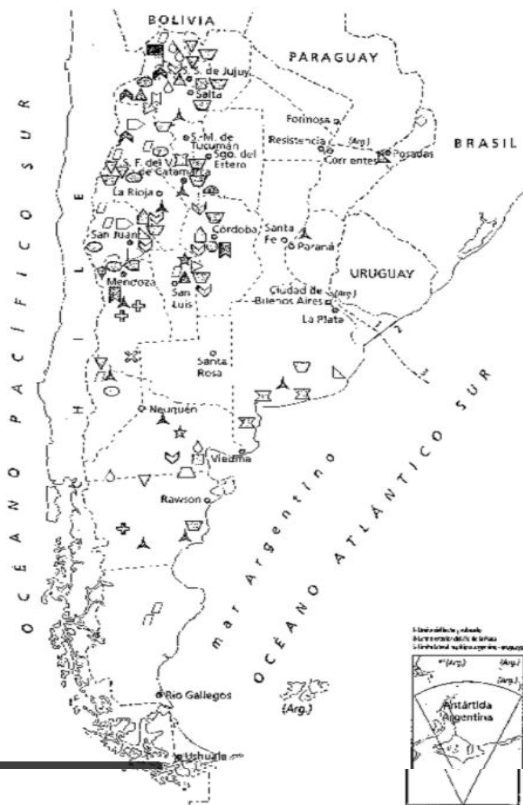 BOLIVIA
PARAGUAY
S. S. de Jujuy
Salta
Formosa
Resistencia
(Arg.)
Corrientes
Posadas
BRASIL
S. M. de
Tucumán
Sgo. del
Estero
S. F. del V.
de Catamarca
La Rioja
San Juan
Córdoba
Santa
Fe
Paraná
URUGUAY
Mendoza
San
Luis
Ciudad de
Buenos Aires
(Arg.)
La Plata
1
2
3
Santa
Rosa
Neuquén
Viedma
Rawson
CHILE
OCÉANO PACÍFICO SUR
mar Argentino
OCÉANO ATLÁNTICO SUR
Río Gallegos
(Arg.)
Ushuaia
(Arg.)
(Arg.)
Antártida
Argentina